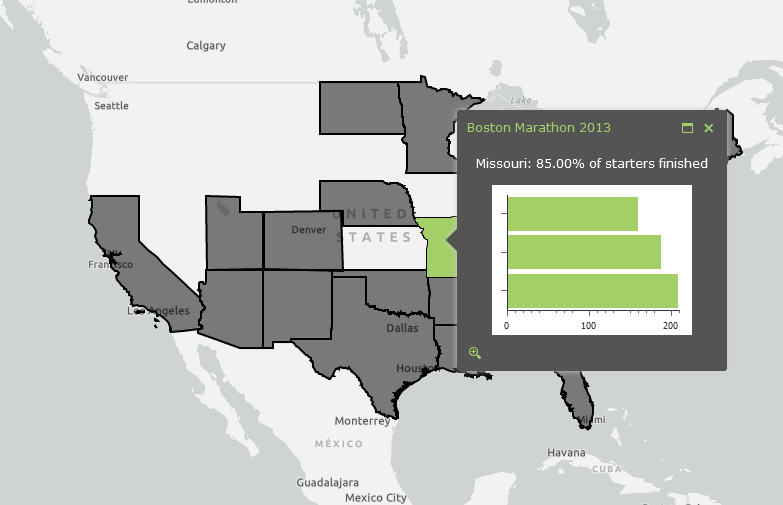 Edmonton
Calgary
Vancouver
Seattle
Lake
Boston Marathon 2013
Missouri: 85.00% of starters finished
UNITED
STATES
Denver
San
Francisco
Los Angeles
Dallas
Houston
0
100
200
Monterrey
MÉXICO
Miami
Havana
CUBA
Guadalajara
Mexico City